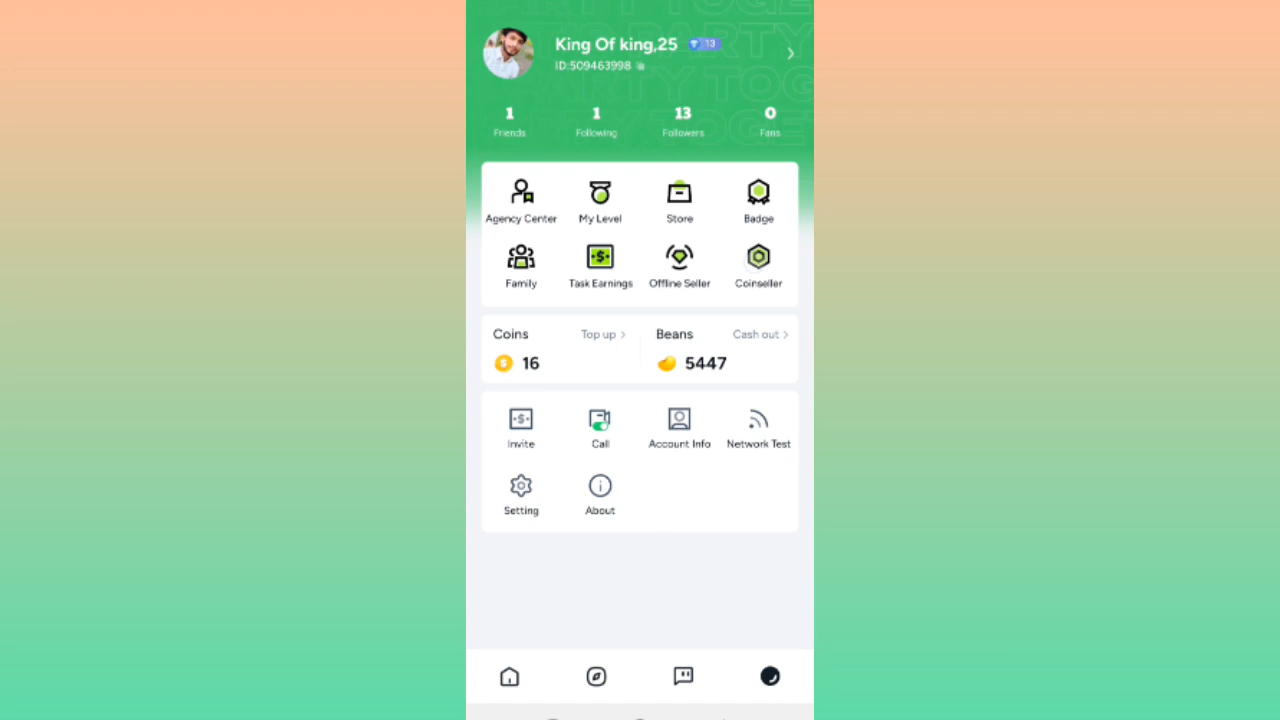 King Of king,25 13
ID:509463998
1 1 13 0
Friends Following Followers Fans
Agency Center My Level Store Badge
Family Task Earnings Offline Seller Coinseller
Coins Top up > Beans Cash out >
16 5447
Invite Call Account Info Network Test
Setting About